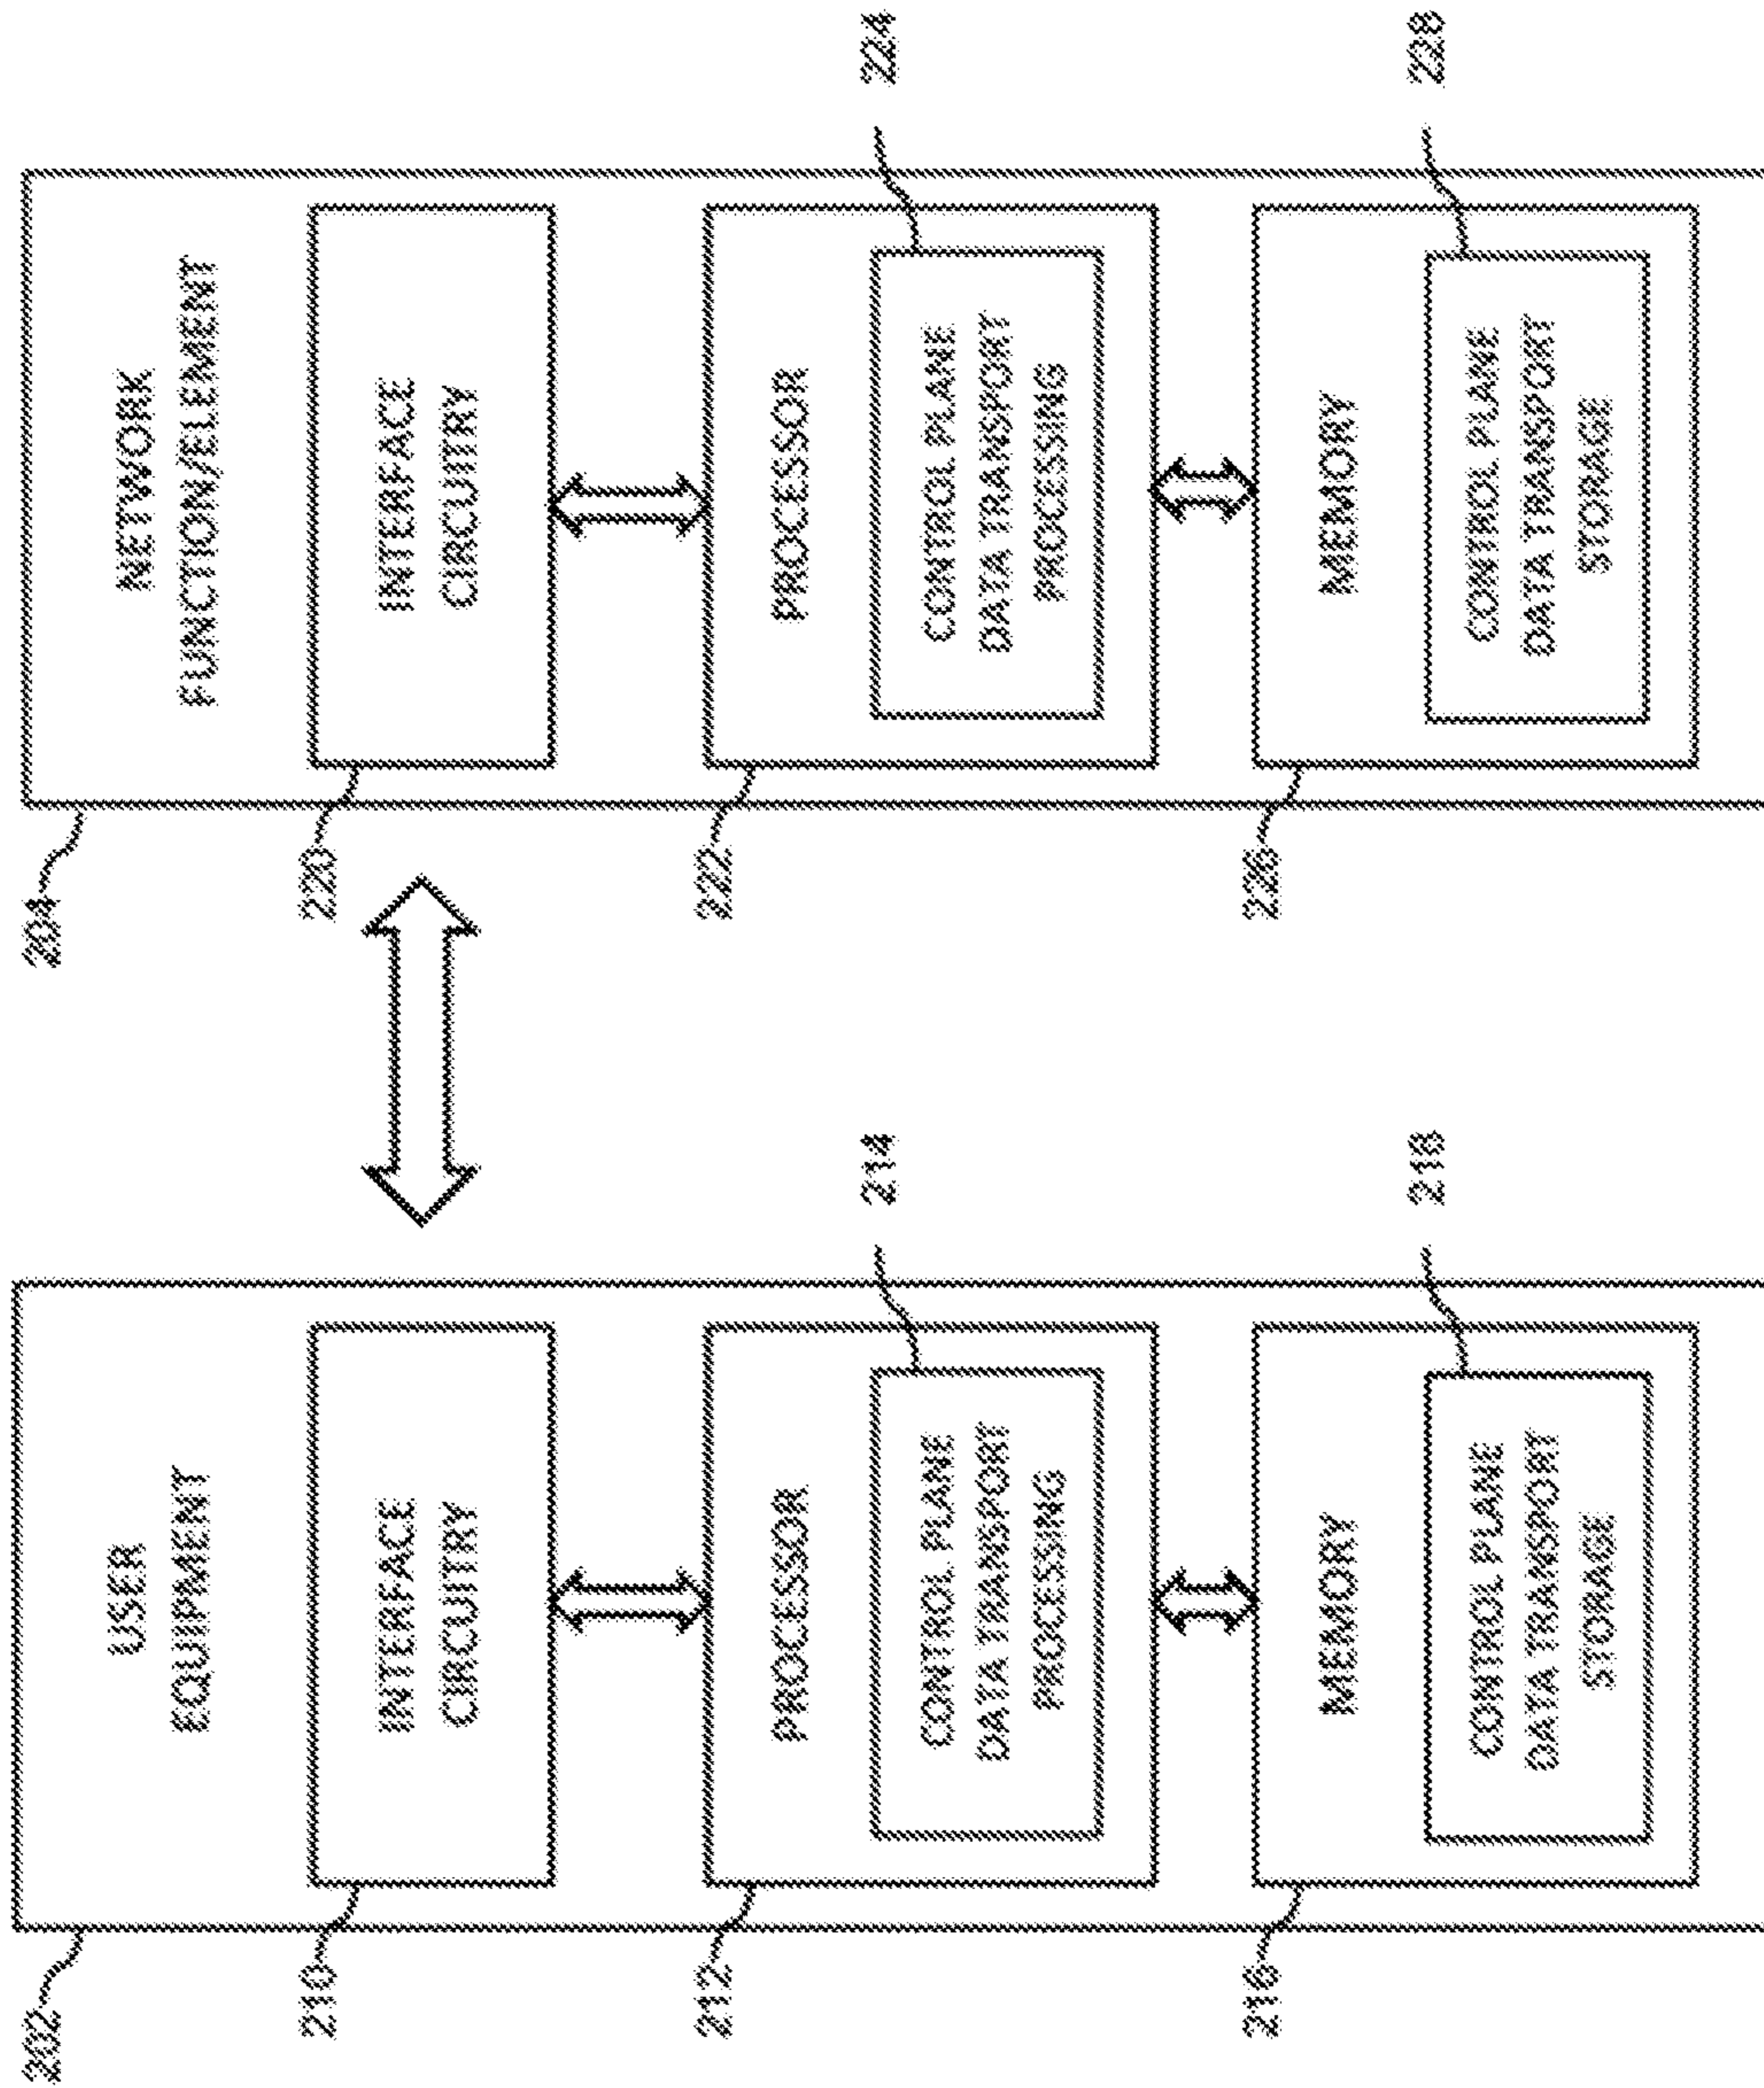 202
USER
EQUIPMENT
210
INTERFACE
CIRCUITRY
212
PROCESSOR
214
CONTROL PLANE
DATA TRANSPORT
PROCESSING
216
MEMORY
218
CONTROL PLANE
DATA TRANSPORT
STORAGE
204
NETWORK
FUNCTION/ELEMENT
220
INTERFACE
CIRCUITRY
222
PROCESSOR
224
CONTROL PLANE
DATA TRANSPORT
PROCESSING
226
MEMORY
228
CONTROL PLANE
DATA TRANSPORT
STORAGE